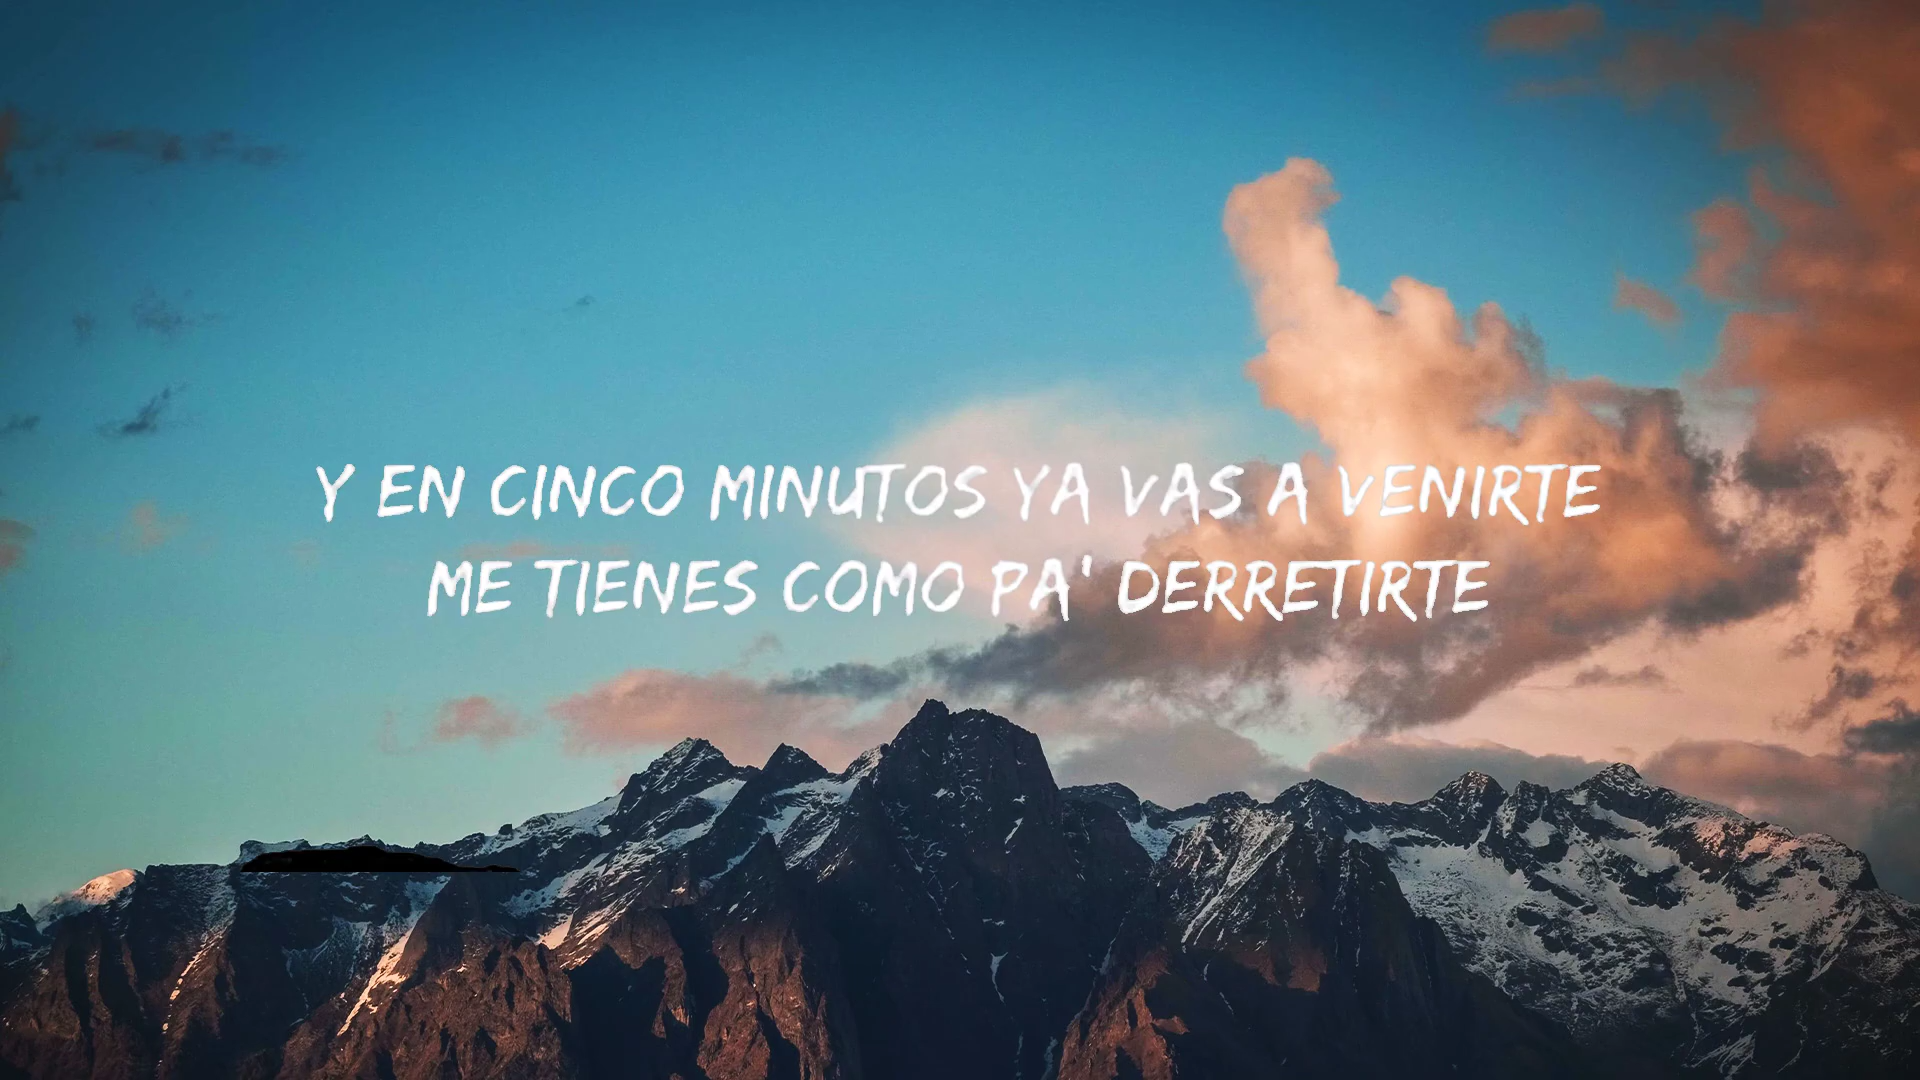 Y EN CINCO MINUTOS YA VAS A VENIRTE
ME TIENES COMO PA' DERRETIRTE